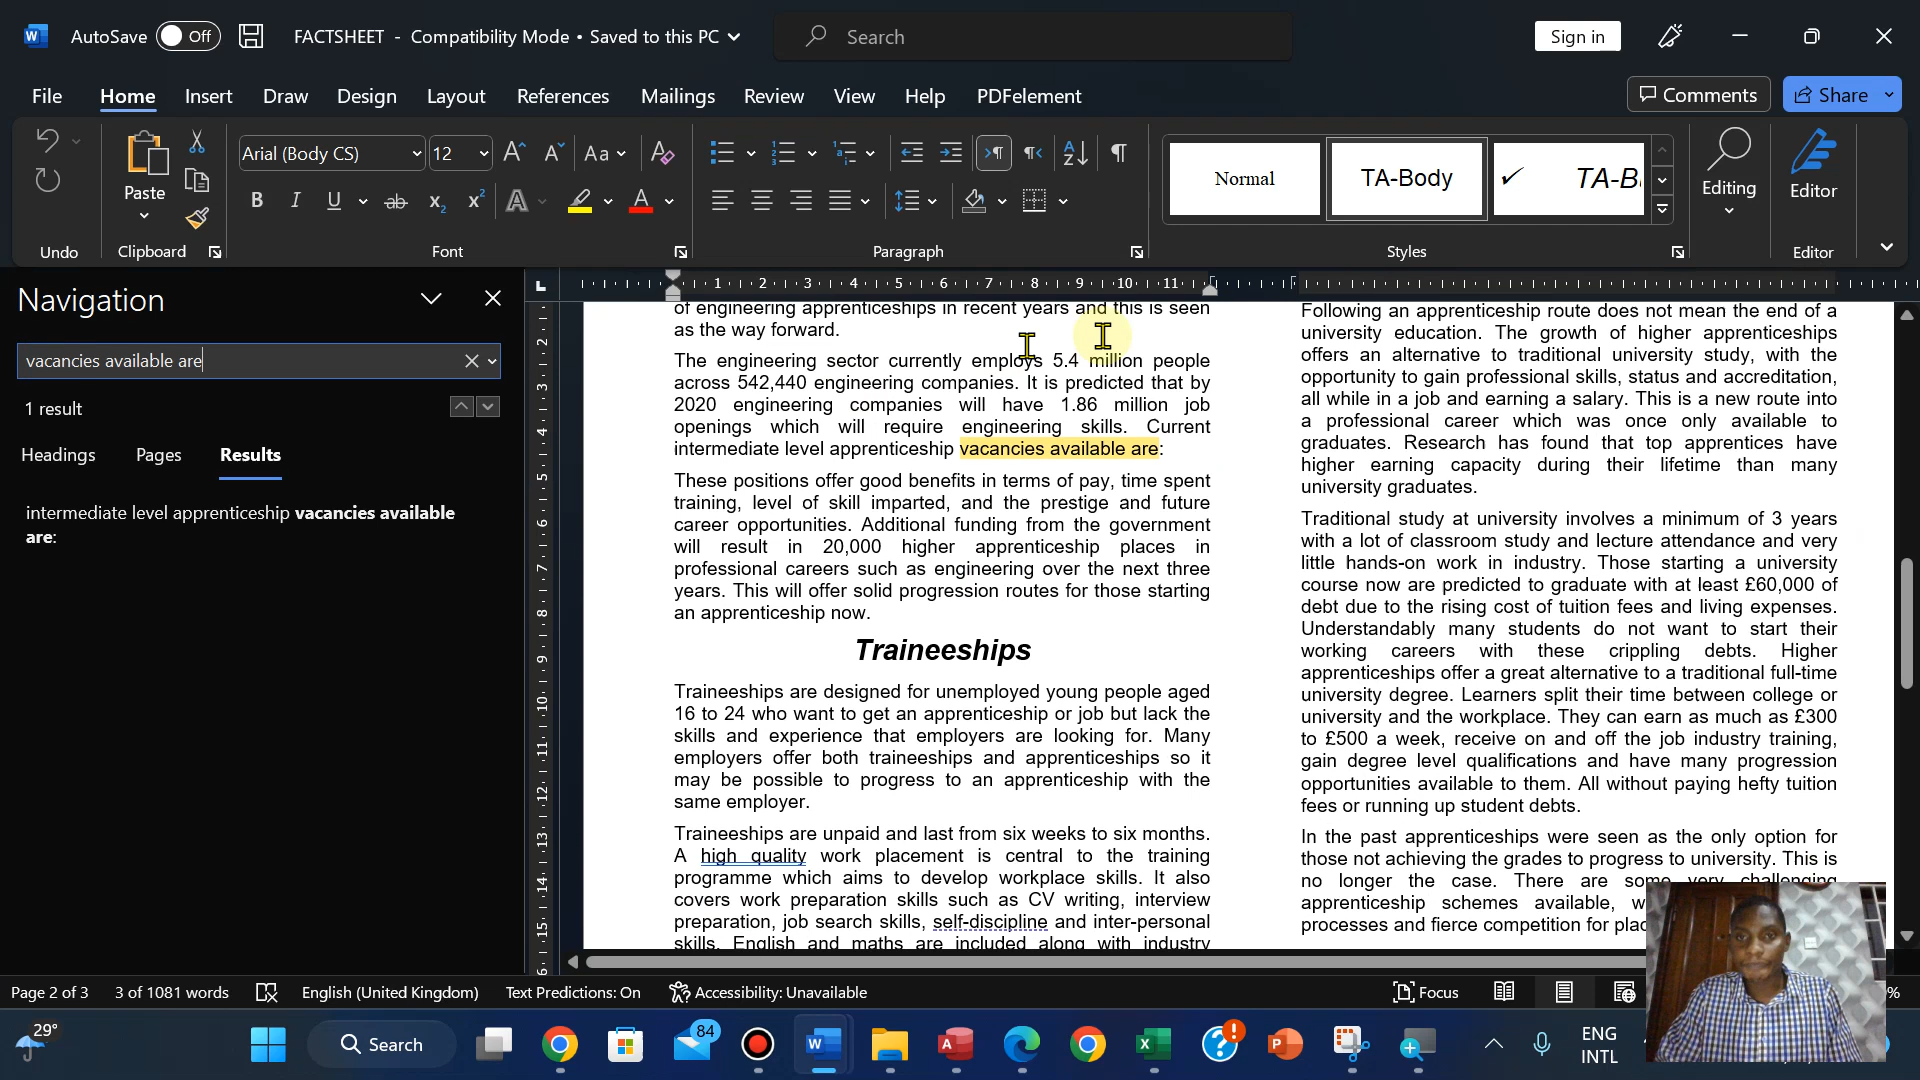 AutoSave Off FACTSHEET - Compatibility Mode • Saved to this PC Search Sign in
File Home Insert Draw Design Layout References Mailings Review View Help PDFelement Comments Share
Paste
Arial (Body CS) 12
Normal TA-Body
Editing Editor
Undo Clipboard Font Paragraph Styles Editor
Navigation
vacancies available are
1 result
Headings Pages Results
intermediate level apprenticeship vacancies available
are:
of engineering apprenticeships in recent years and this is seen
as the way forward.
The engineering sector currently employs 5.4 million people
across 542,440 engineering companies. It is predicted that by
2020 engineering companies will have 1.86 million job
openings which will require engineering skills. Current
intermediate level apprenticeship vacancies available are:
These positions offer good benefits in terms of pay, time spent
training, level of skill imparted, and the prestige and future
career opportunities. Additional funding from the government
will result in 20,000 higher apprenticeship places in
professional careers such as engineering over the next three
years. This will offer solid progression routes for those starting
an apprenticeship now.
Traineeships
Traineeships are designed for unemployed young people aged
16 to 24 who want to get an apprenticeship or job but lack the
skills and experience that employers are looking for. Many
employers offer both traineeships and apprenticeships so it
may be possible to progress to an apprenticeship with the
same employer.
Traineeships are unpaid and last from six weeks to six months.
A high quality work placement is central to the training
programme which aims to develop workplace skills. It also
covers work preparation skills such as CV writing, interview
preparation, job search skills, self-discipline and inter-personal
skills. English and maths are included along with industry
Following an apprenticeship route does not mean the end of a
university education. The growth of higher apprenticeships
offers an alternative to traditional university study, with the
opportunity to gain professional skills, status and accreditation,
all while in a job and earning a salary. This is a new route into
a professional career which was once only available to
graduates. Research has found that top apprentices have
higher earning capacity during their lifetime than many
university graduates.
Traditional study at university involves a minimum of 3 years
with a lot of classroom study and lecture attendance and very
little hands-on work in industry. Those starting a university
course now are predicted to graduate with at least £60,000 of
debt due to the rising cost of tuition fees and living expenses.
Understandably many students do not want to start their
working careers with these crippling debts. Higher
apprenticeships offer a great alternative to a traditional full-time
university degree. Learners split their time between college or
university and the workplace. They can earn as much as £300
to £500 a week, receive on and off the job industry training,
gain degree level qualifications and have many progression
opportunities available to them. All without paying hefty tuition
fees or running up student debts.
In the past apprenticeships were seen as the only option for
those not achieving the grades to progress to university. This is
no longer the case. There are some very challenging
apprenticeship schemes available,
processes and fierce competition for
Page 2 of 3 3 of 1081 words English (United Kingdom) Text Predictions: On Accessibility: Unavailable Focus %
29° Search 84 ENG
INTL